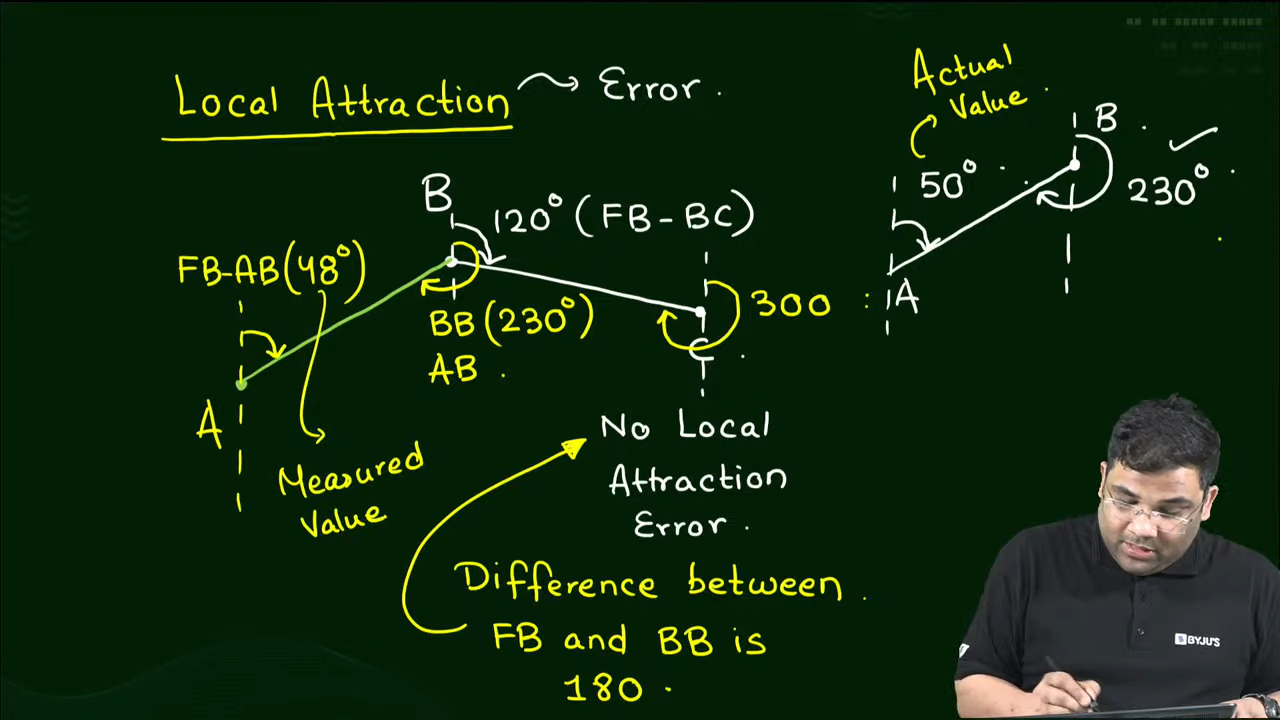 Local Attraction
Error.
Actual
Value.
B
120° (FB-BC)
FB-AB(48°)
BB(230°)
AB.
A
300
C
Measured
Value
No Local
Attraction
Error.
Difference between
FB and BB is
180.
50°
B
230°
A
BYJU'S